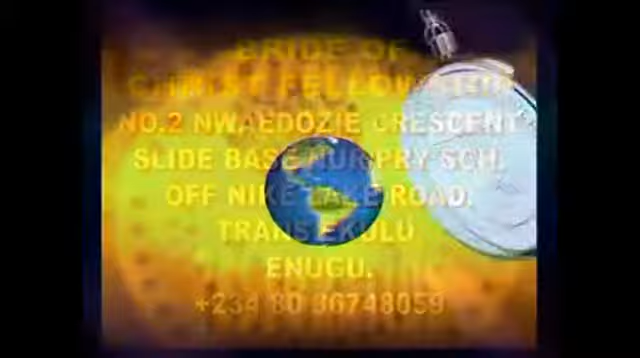 BRIDE OF
CHRIST FELLOWSHIP
NO.2 NWAEDOZIE CRESCENT
SLIDE BASE NUR/PRY SCH.
OFF NIKE LAKE ROAD.
TRANS EKULU
ENUGU.
+234 80 36748059